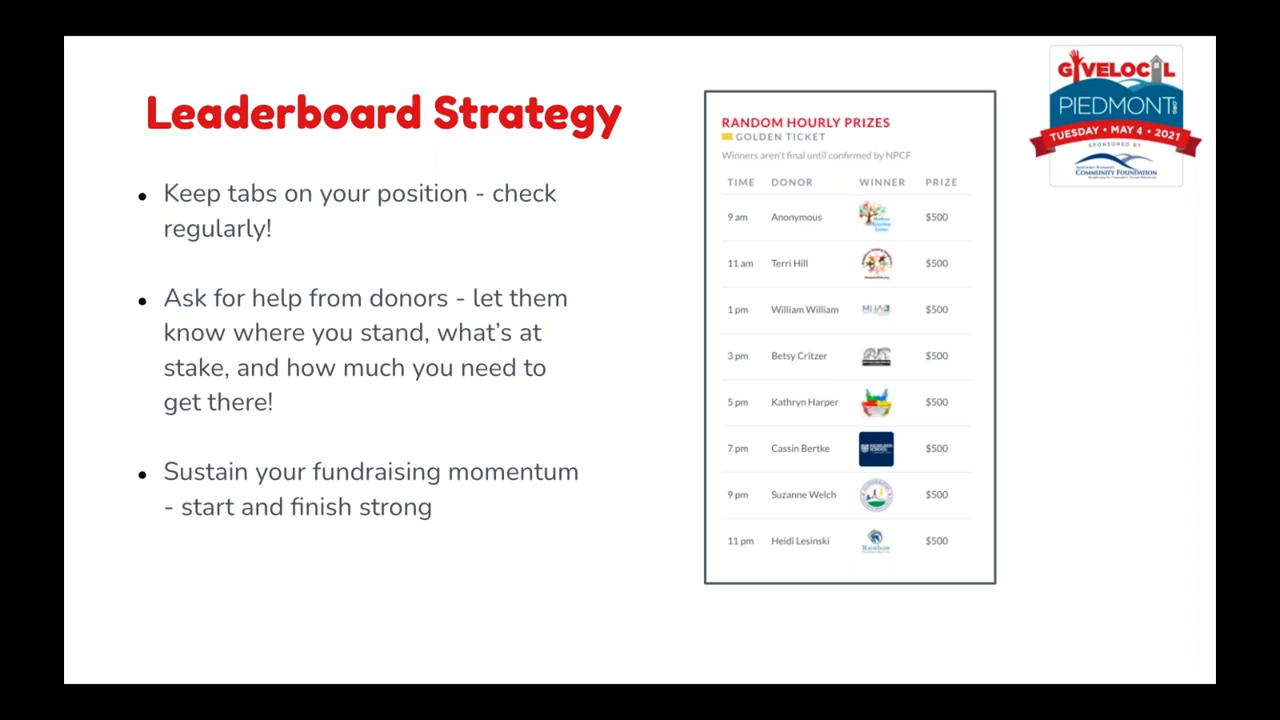 Leaderboard Strategy
• Keep tabs on your position - check
regularly!
• Ask for help from donors - let them
know where you stand, what’s at
stake, and how much you need to
get there!
• Sustain your fundraising momentum
- start and finish strong
RANDOM HOURLY PRIZES
GOLDEN TICKET
Winners aren't final until confirmed by NPCF
TIME DONOR WINNER PRIZE
9 am Anonymous $500
11 am Terri Hill $500
1 pm William William $500
3 pm Betsy Critzer $500
5 pm Kathryn Harper $500
7 pm Cassin Bertke $500
9 pm Suzanne Welch $500
11 pm Heidi Lesinski Rainbow $500
GIVELOCAL
PIEDMONT.ORG
TUESDAY • MAY 4 • 2021
SPONSORED BY
NORTHERN PIEDMONT
COMMUNITY FOUNDATION